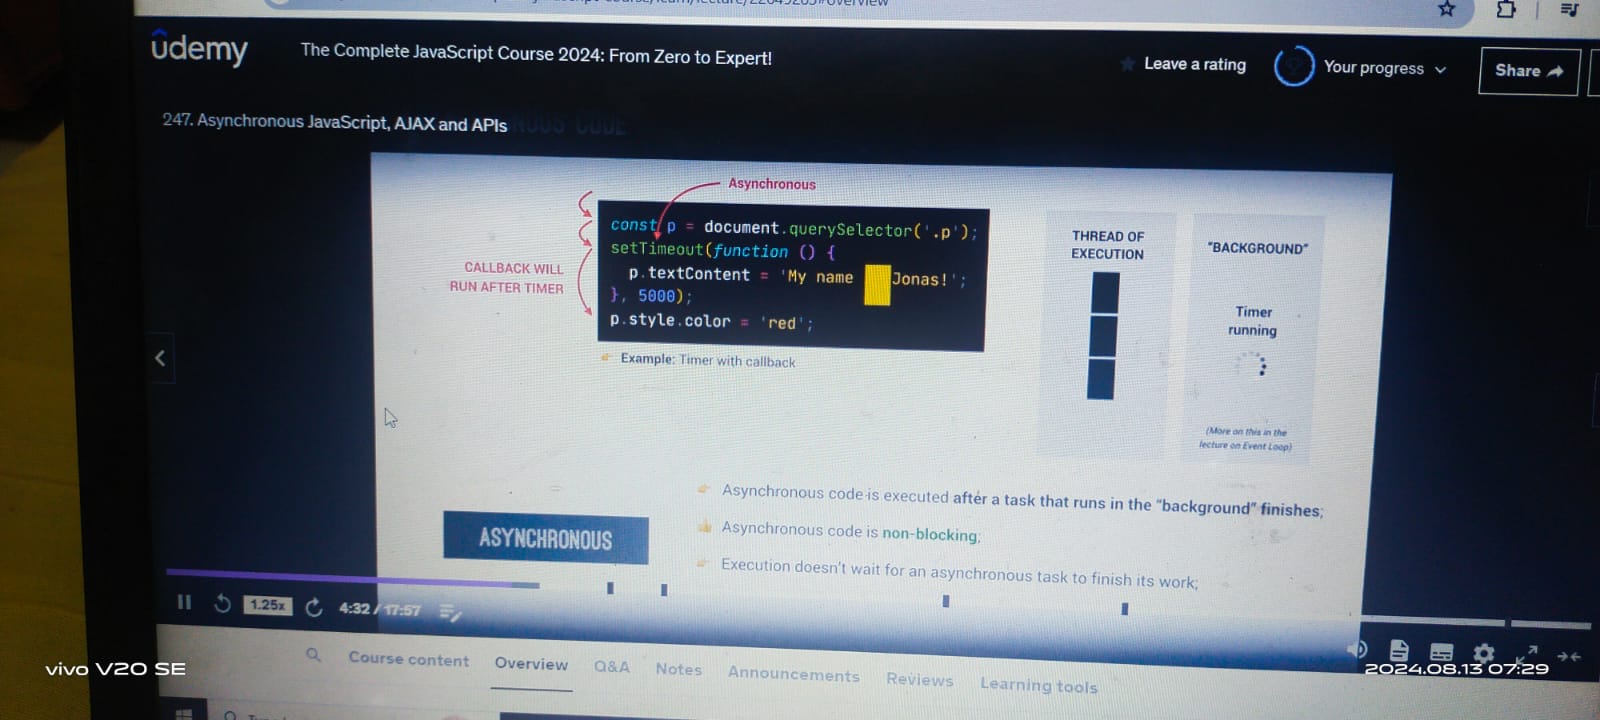 ûdemy
The Complete JavaScript Course 2024: From Zero to Expert!
Leave a rating
Your progress
Share
247. Asynchronous JavaScript, AJAX and APIs
Asynchronous
const p = document.querySelector('.p');
setTimeout(function () {
p.textContent = 'My name Jonas!';
}, 5000);
p.style.color = 'red';
CALLBACK WILL
RUN AFTER TIMER
Example: Timer with callback
THREAD OF
EXECUTION
"BACKGROUND"
Timer
running
(More on this in the
lecture on Event Loop)
ASYNCHRONOUS
Asynchronous code is executed after a task that runs in the "background" finishes;
Asynchronous code is non-blocking;
Execution doesn't wait for an asynchronous task to finish its work;
1.25x
4:32 / 17:57
Course content
Overview
Q&A
Notes
Announcements
Reviews
Learning tools
vivo V20 SE
2024.08.13 07:29